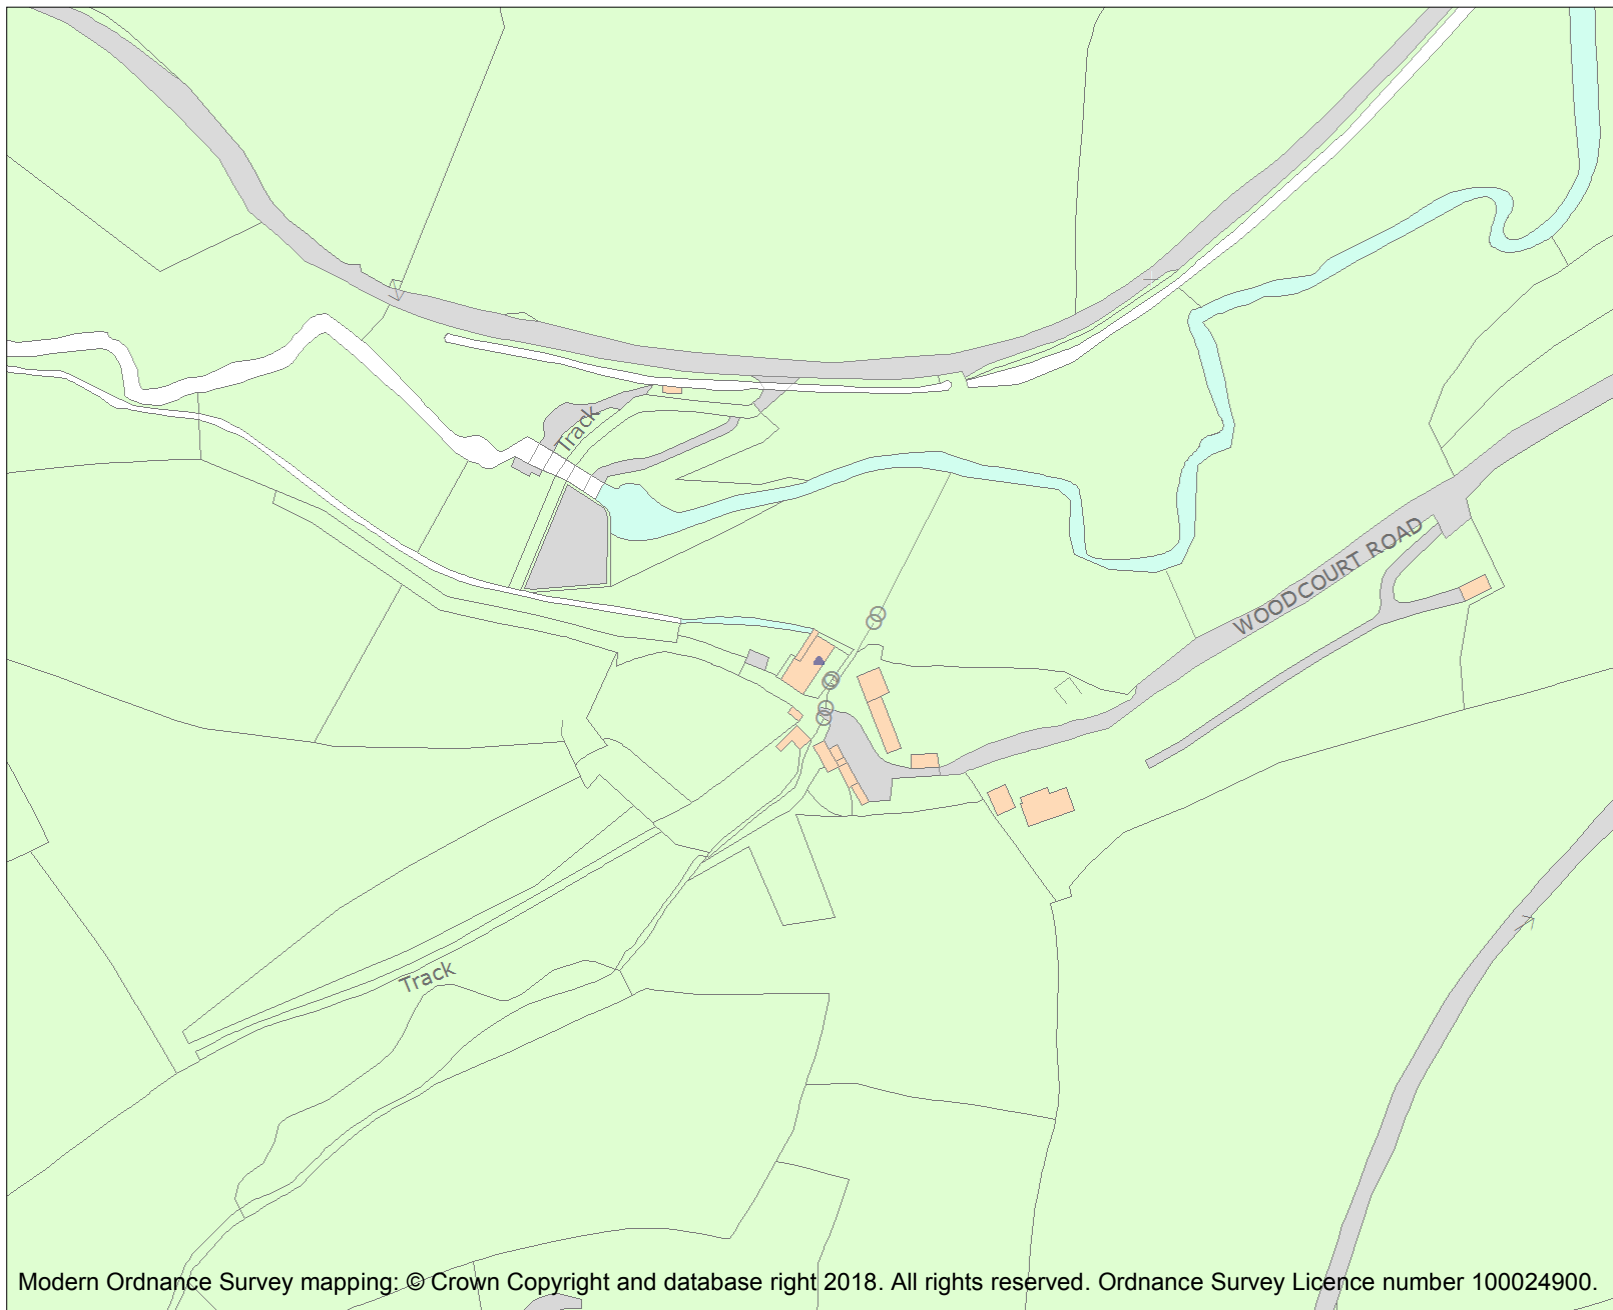 Track
WOODCOURT ROAD
Track
Modern Ordnance Survey mapping: © Crown Copyright and database right 2018. All rights reserved. Ordnance Survey Licence number 100024900.